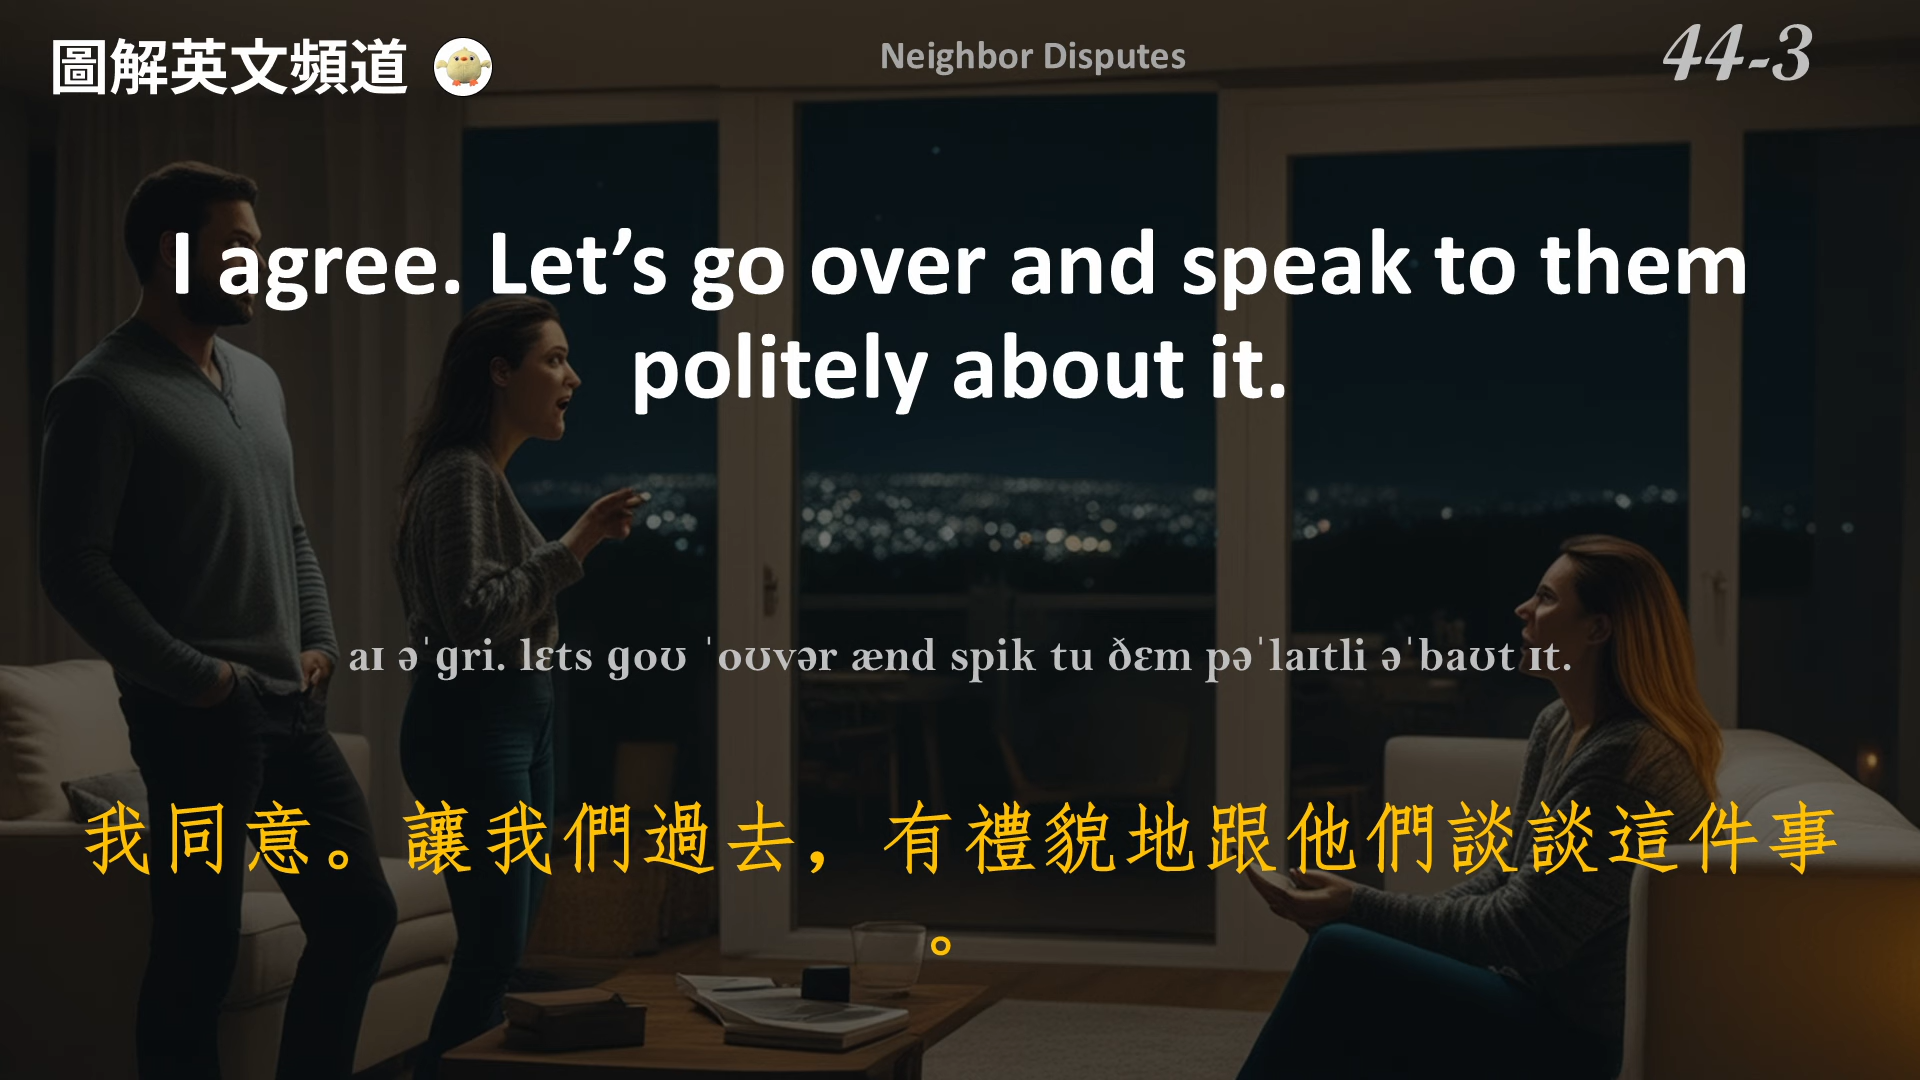 圖解英文頻道
Neighbor Disputes
44-3
I agree. Let’s go over and speak to them
politely about it.
aɪ əˈɡri. lɛts ɡoʊ ˈoʊvər ænd spik tu ðɛm pəˈlaɪtli əˈbaʊt ɪt.
我同意。讓我們過去，有禮貌地跟他們談談這件事
。